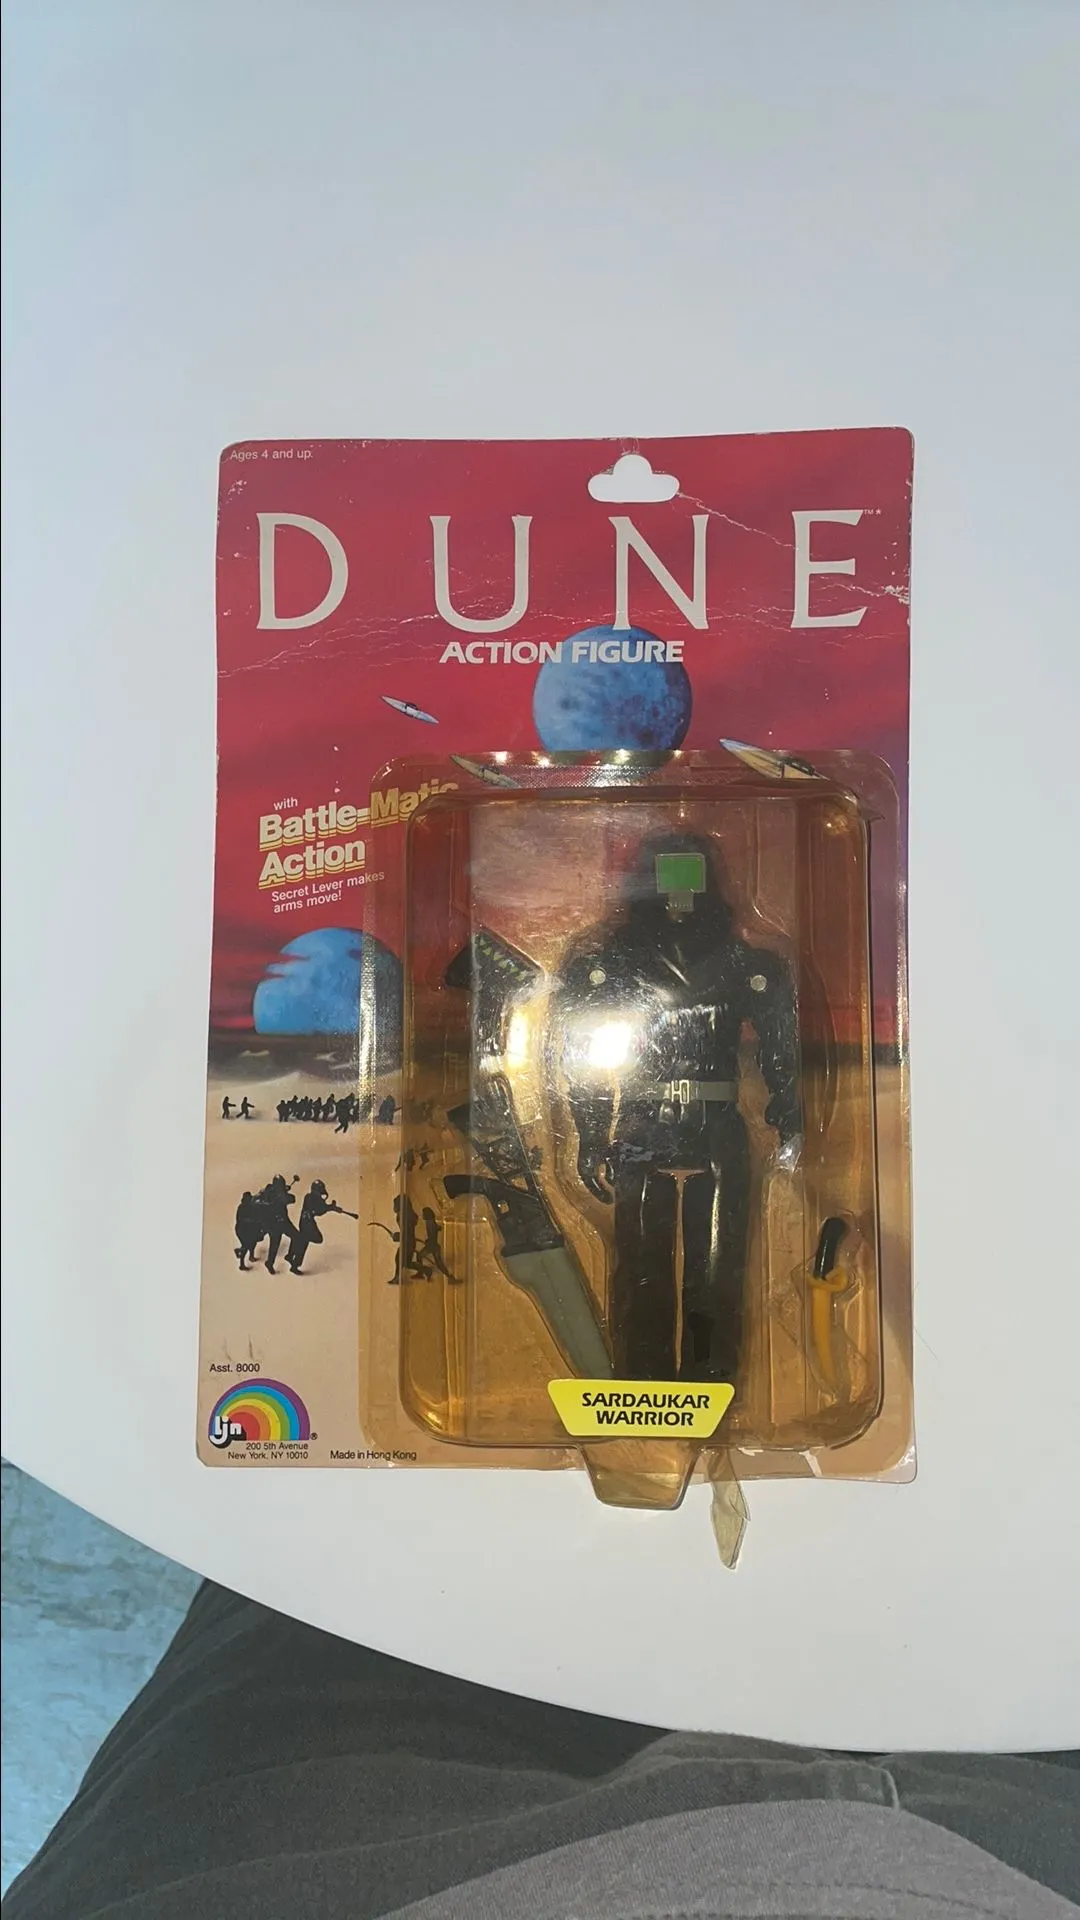 Ages 4 and up.
DUNE™*
ACTION FIGURE
with
Battle-Matic
Action
Secret Lever makes
arms move!
Asst. 8000
ljn®
200 5th Avenue
New York, NY 10010
Made in Hong Kong
SARDAUKAR
WARRIOR